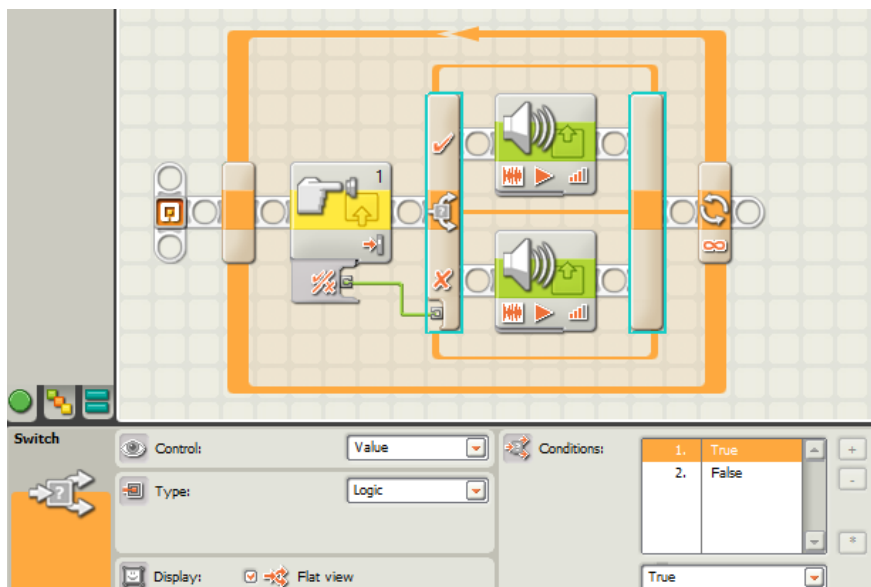 1
Switch
Control:
Value
Conditions:
1. True
2. False
+
-
*
Type:
Logic
Display:
Flat view
True